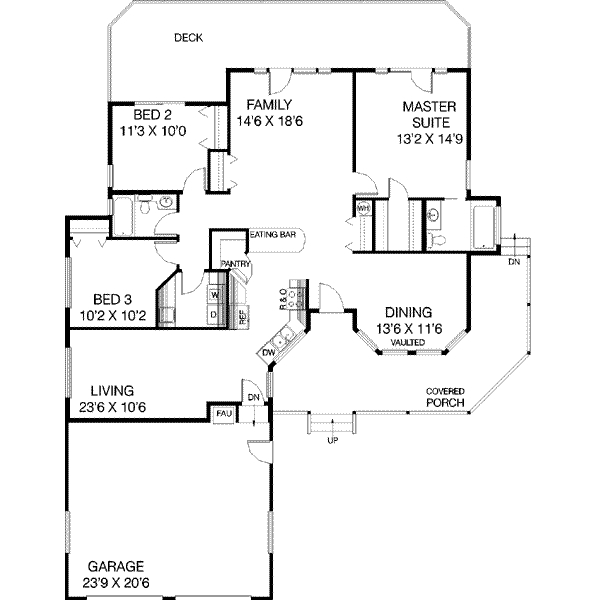 DECK
FAMILY
14'6 X 18'6
MASTER
SUITE
13'2 X 14'9
BED 2
11'3 X 10'0
WH
EATING BAR
PANTRY
DN
BED 3
10'2 X 10'2
W
D
REF
R & O
DINING
13'6 X 11'6
VAULTED
DW
LIVING
23'6 X 10'6
DN
FAU
COVERED
PORCH
UP
GARAGE
23'9 X 20'6